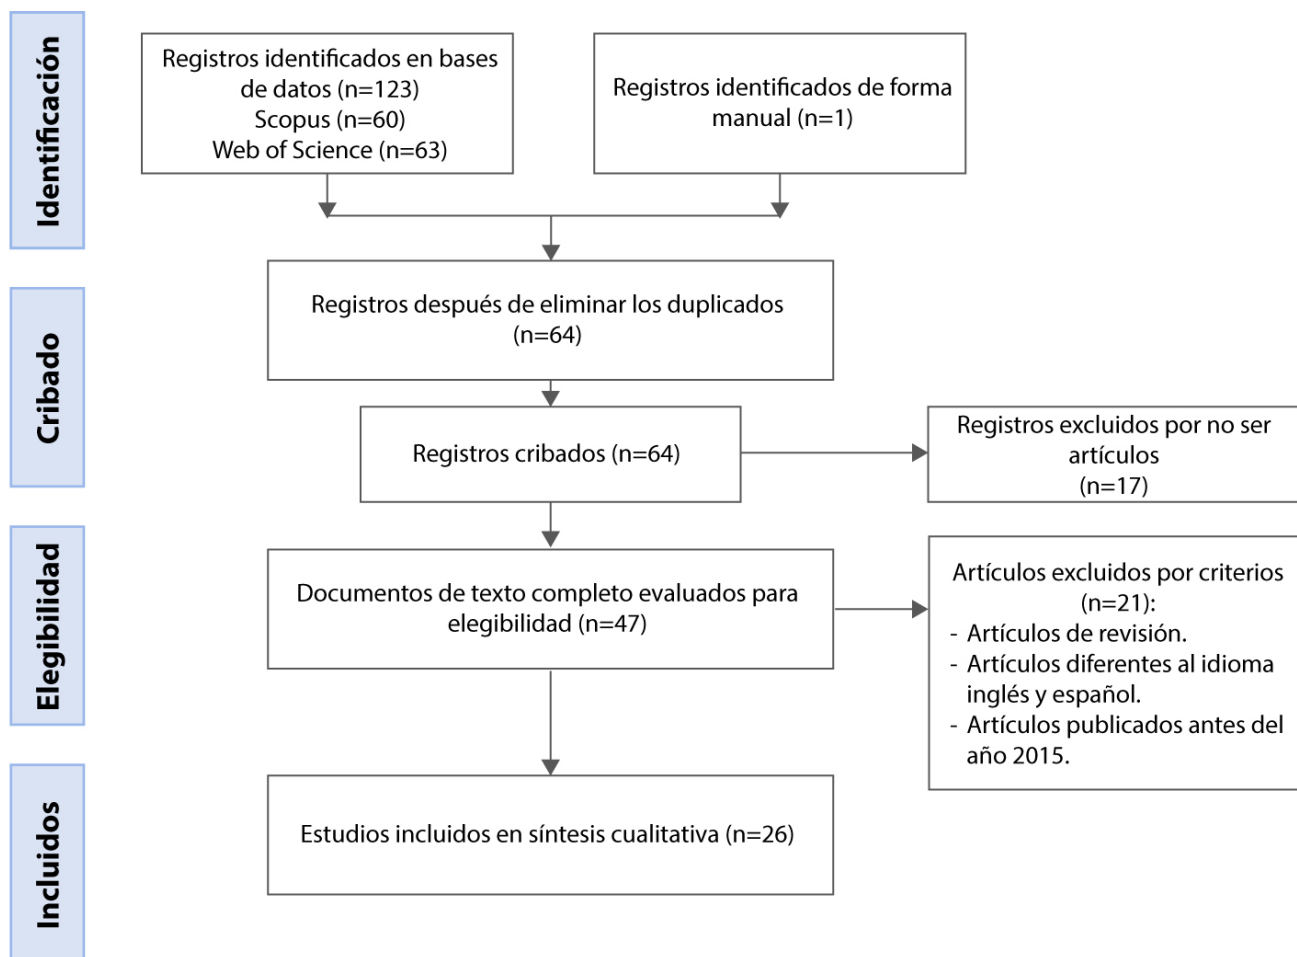 Identificación
Registros identificados en bases
de datos (n=123)
Scopus (n=60)
Web of Science (n=63)
Registros identificados de forma
manual (n=1)
Cribado
Registros después de eliminar los duplicados
(n=64)
Registros cribados (n=64)
Registros excluidos por no ser
artículos
(n=17)
Elegibilidad
Documentos de texto completo evaluados para
elegibilidad (n=47)
Artículos excluidos por criterios
(n=21):
- Artículos de revisión.
- Artículos diferentes al idioma
inglés y español.
- Artículos publicados antes del
año 2015.
Incluidos
Estudios incluidos en síntesis cualitativa (n=26)